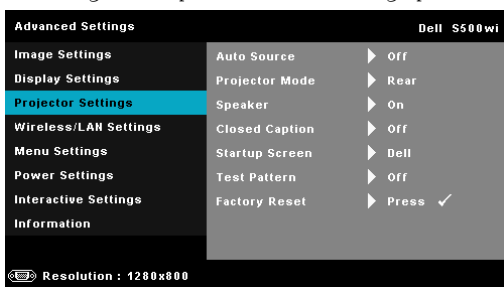 Advanced Settings Dell S500wi
Image Settings
Display Settings
Projector Settings
Wireless/LAN Settings
Menu Settings
Power Settings
Interactive Settings
Information
Auto Source Off
Projector Mode Rear
Speaker On
Closed Caption Off
Startup Screen Dell
Test Pattern Off
Factory Reset Press ✓
Resolution : 1280x800